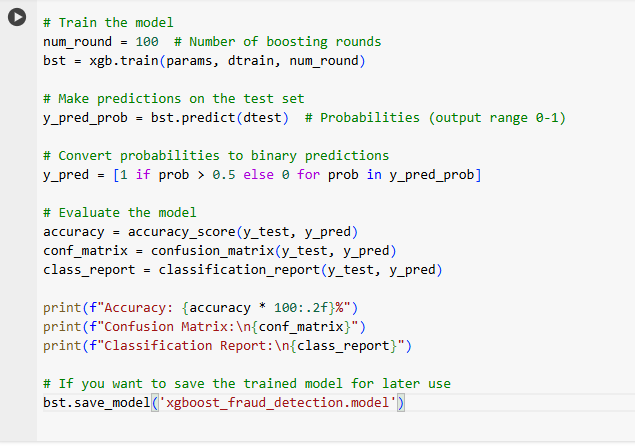 # Train the model
num_round = 100  # Number of boosting rounds
bst = xgb.train(params, dtrain, num_round)
# Make predictions on the test set
y_pred_prob = bst.predict(dtest)  # Probabilities (output range 0-1)
# Convert probabilities to binary predictions
y_pred = [1 if prob > 0.5 else 0 for prob in y_pred_prob]
# Evaluate the model
accuracy = accuracy_score(y_test, y_pred)
conf_matrix = confusion_matrix(y_test, y_pred)
class_report = classification_report(y_test, y_pred)
print(f"Accuracy: {accuracy * 100:.2f}%")
print(f"Confusion Matrix:\n{conf_matrix}")
print(f"Classification Report:\n{class_report}")
# If you want to save the trained model for later use
bst.save_model('xgboost_fraud_detection.model')